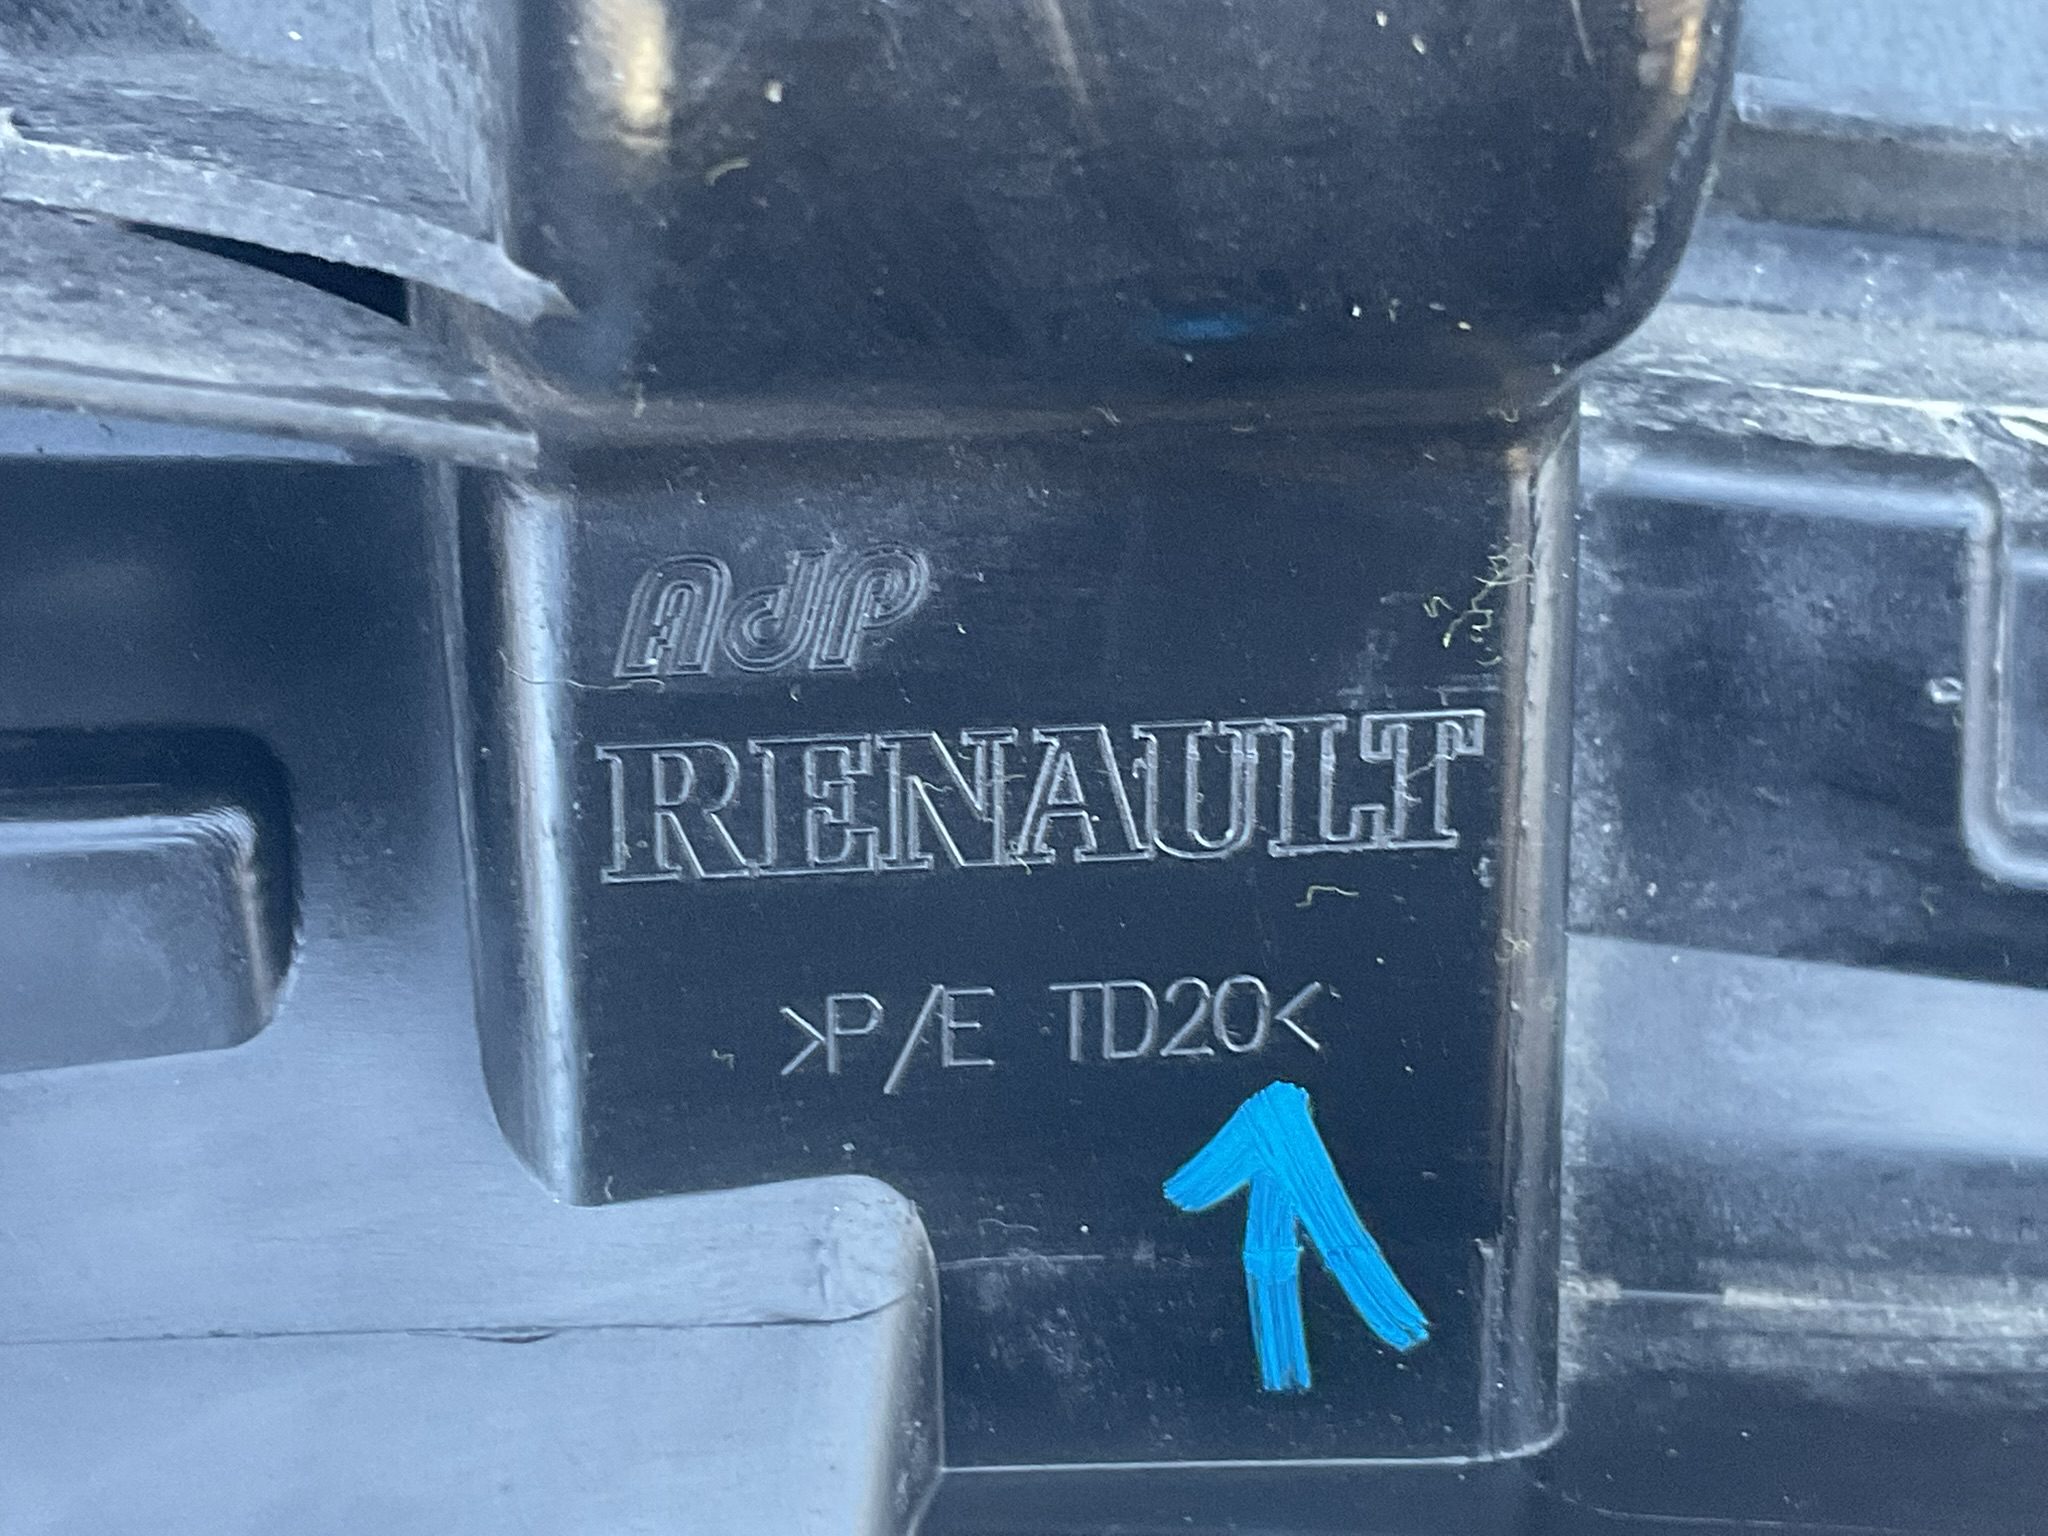 AdP
RENAULT
>P/E TD20<